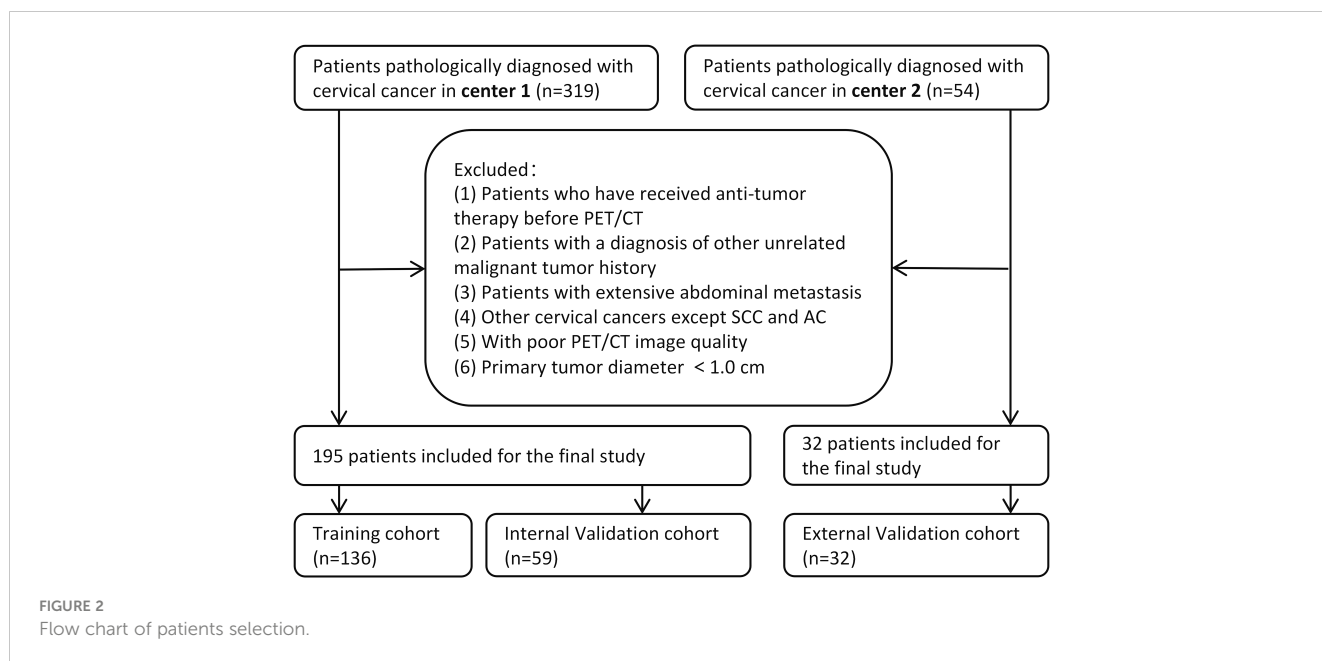 Patients pathologically diagnosed with
cervical cancer in center 1 (n=319)
Patients pathologically diagnosed with
cervical cancer in center 2 (n=54)
Excluded：
(1) Patients who have received anti-tumor
therapy before PET/CT
(2) Patients with a diagnosis of other unrelated
malignant tumor history
(3) Patients with extensive abdominal metastasis
(4) Other cervical cancers except SCC and AC
(5) With poor PET/CT image quality
(6) Primary tumor diameter < 1.0 cm
195 patients included for the final study
32 patients included for
the final study
Training cohort
(n=136)
Internal Validation cohort
(n=59)
External Validation cohort
(n=32)
FIGURE 2
Flow chart of patients selection.